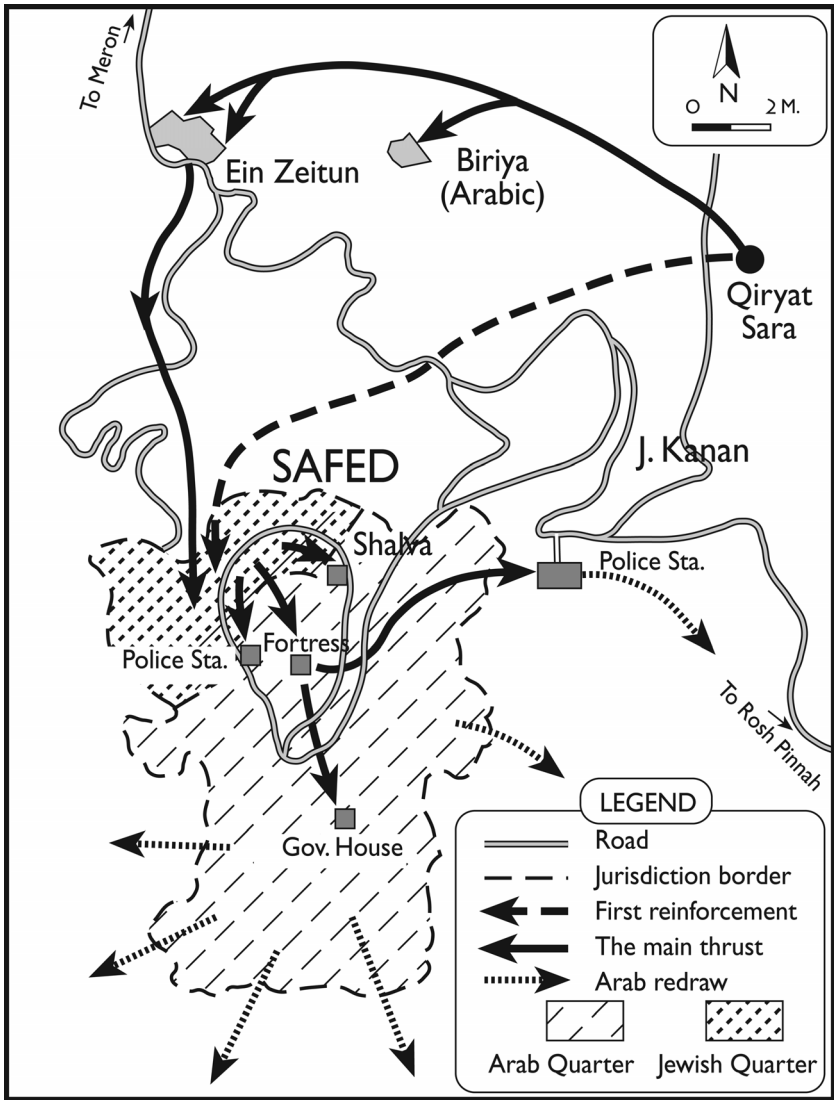 To Meron
N
0 2 M.
Ein Zeitun
Biriya
(Arabic)
Qiryat
Sara
SAFED
J. Kanan
Shalva
Police Sta.
Fortress
Police Sta.
To Rosh Pinnah
Gov. House
LEGEND
Road
Jurisdiction border
First reinforcement
The main thrust
Arab redraw
Arab Quarter Jewish Quarter